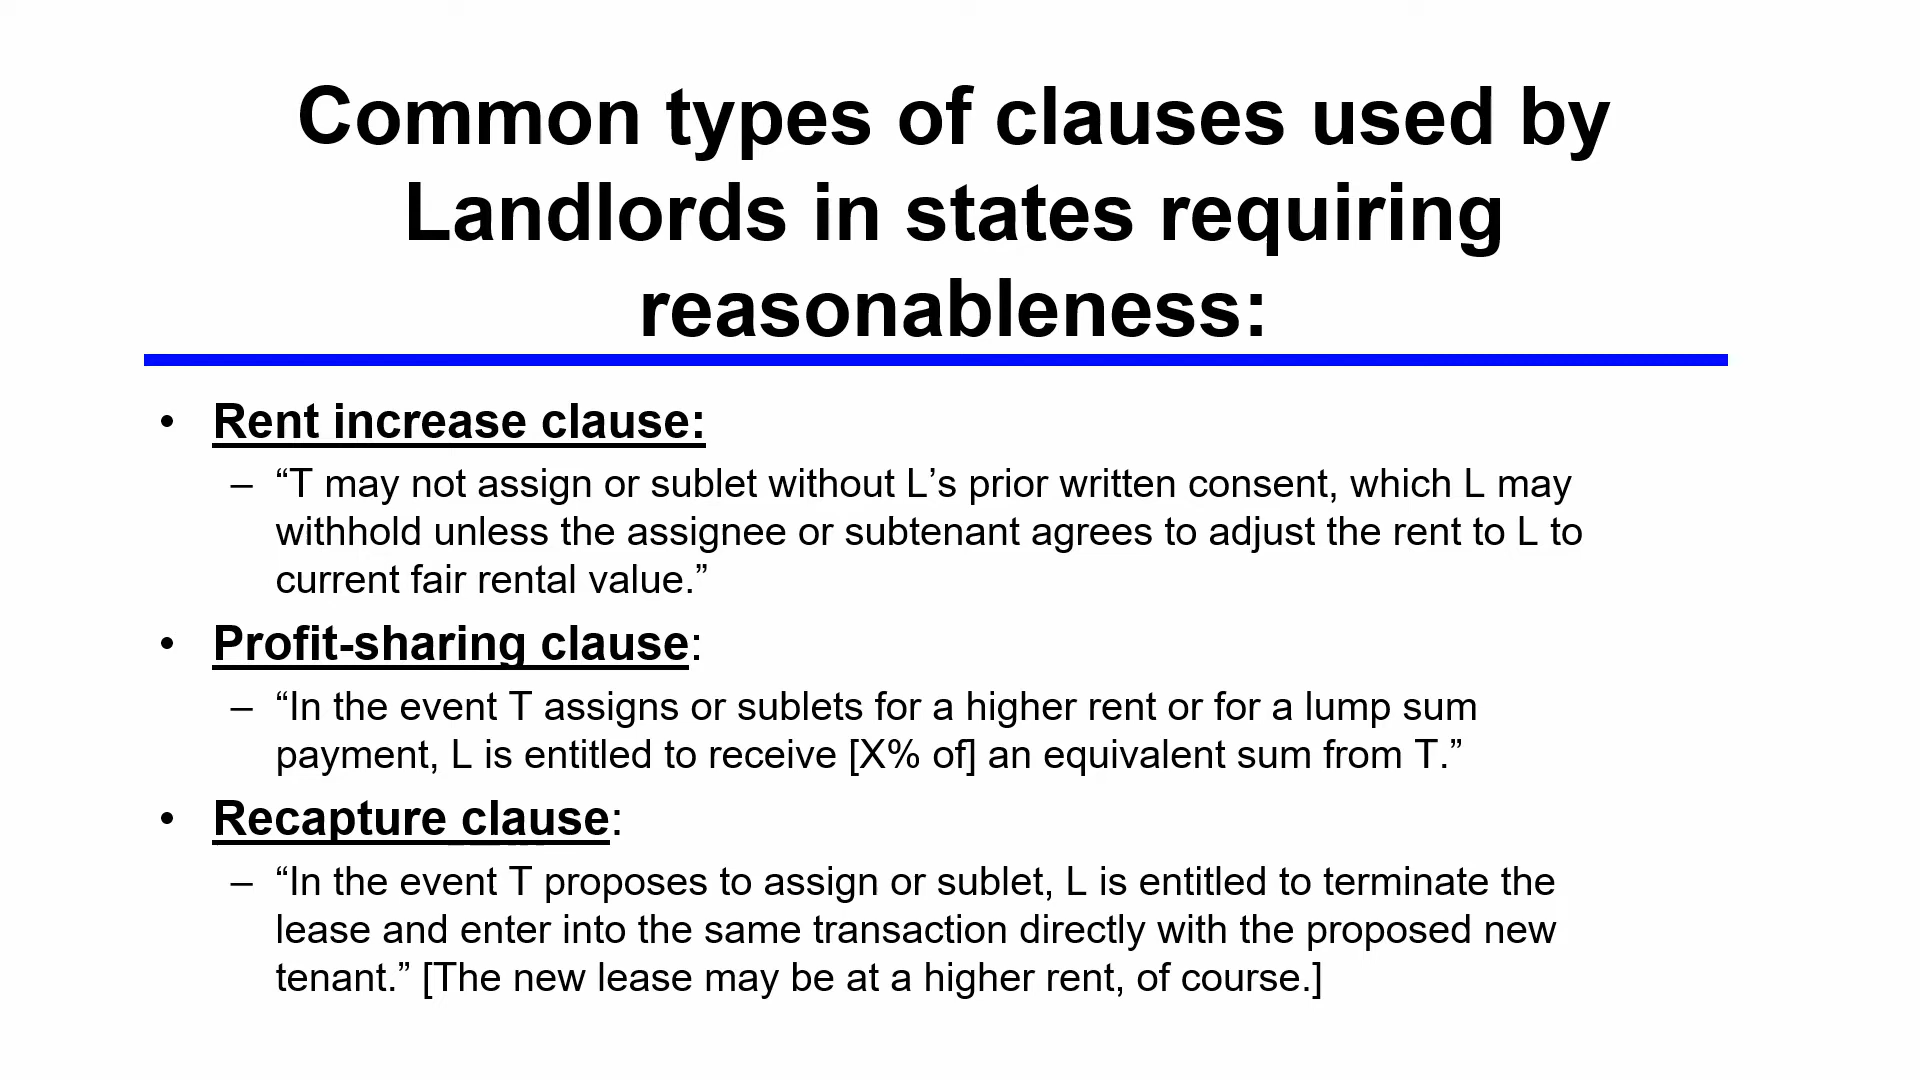 Common types of clauses used by
Landlords in states requiring
reasonableness:
• Rent increase clause:
– “T may not assign or sublet without L’s prior written consent, which L may
withhold unless the assignee or subtenant agrees to adjust the rent to L to
current fair rental value.”
• Profit-sharing clause:
– “In the event T assigns or sublets for a higher rent or for a lump sum
payment, L is entitled to receive [X% of] an equivalent sum from T.”
• Recapture clause:
– “In the event T proposes to assign or sublet, L is entitled to terminate the
lease and enter into the same transaction directly with the proposed new
tenant.” [The new lease may be at a higher rent, of course.]